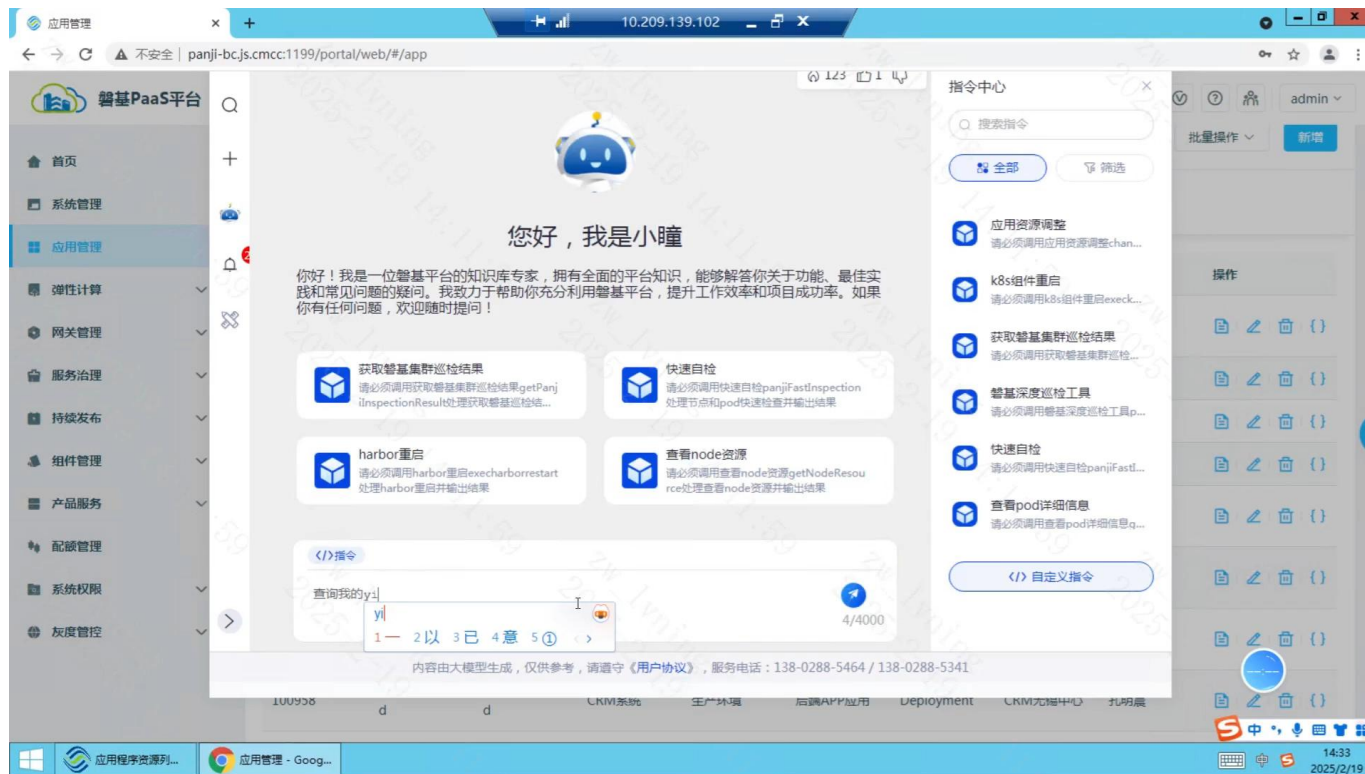 应用管理
10.209.139.102
不安全 panji-bc.js.cmcc:1199/portal/web/#/app
磐基PaaS平台
首页
系统管理
应用管理
弹性计算
网关管理
服务治理
持续发布
组件管理
产品服务
配额管理
系统权限
灰度管控
123 1
您好，我是小瞳
你好！我是一位磐基平台的知识库专家，拥有全面的平台知识，能够解答你关于功能、最佳实
践和常见问题的疑问。我致力于帮助你充分利用磐基平台，提升工作效率和项目成功率。如果
你有任何问题，欢迎随时提问！
获取磐基集群巡检结果
请必须调用获取磐基集群巡检结果getPanj
iInspectionResult处理获取磐基巡检结...
快速自检
请必须调用快速自检panjiFastInspection
处理节点和pod快速检查并输出结果
harbor重启
请必须调用harbor重启execharborrestart
处理harbor重启并输出结果
查看node资源
请必须调用查看node资源getNodeResou
rce处理查看node资源并输出结果
</>指令
查询我的yi
yi
1一 2以 3已 4意 5①
4/4000
内容由大模型生成，仅供参考，请遵守《用户协议》，服务电话：138-0288-5464 / 138-0288-5341
指令中心
搜索指令
全部 筛选
应用资源调整
请必须调用应用资源调整chan...
k8s组件重启
请必须调用k8s组件重启execk...
获取磐基集群巡检结果
请必须调用获取磐基集群巡检...
磐基深度巡检工具
请必须调用磐基深度巡检工具p...
快速自检
请必须调用快速自检panjiFastI...
查看pod详细信息
请必须调用查看pod详细信息q...
</> 自定义指令
admin
批量操作 新增
操作
100958 d d CRM系统 生产环境 后端APP应用 Deployment CRM无锡中心 孔明震
中
应用程序资源列...
应用管理 - Goog...
中
14:33
2025/2/19